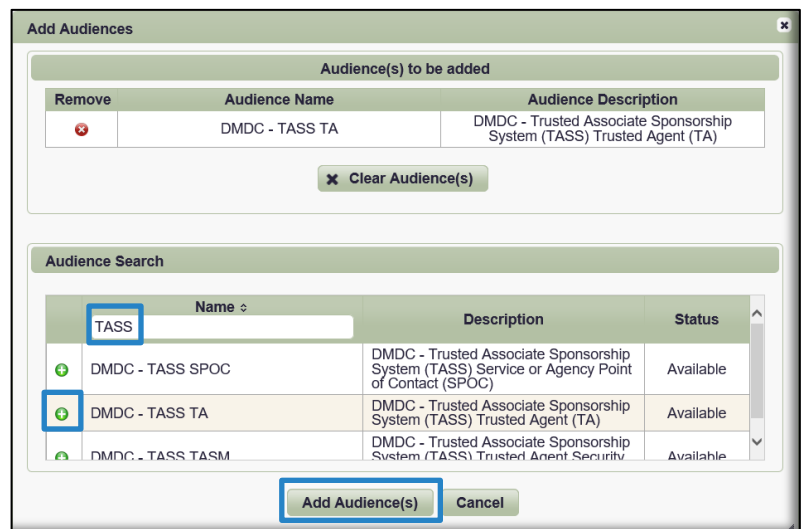 Add Audiences
Audience(s) to be added
Remove Audience Name Audience Description
DMDC - TASS TA
DMDC - Trusted Associate Sponsorship
System (TASS) Trusted Agent (TA)
Clear Audience(s)
Audience Search
Name Description Status
TASS
DMDC - TASS SPOC
DMDC - Trusted Associate Sponsorship
System (TASS) Service or Agency Point
of Contact (SPOC)
Available
DMDC - TASS TA
DMDC - Trusted Associate Sponsorship
System (TASS) Trusted Agent (TA)
Available
DMDC - TASS TASM
DMDC - Trusted Associate Sponsorship
System (TASS) Trusted Agent Security
Available
Add Audience(s) Cancel